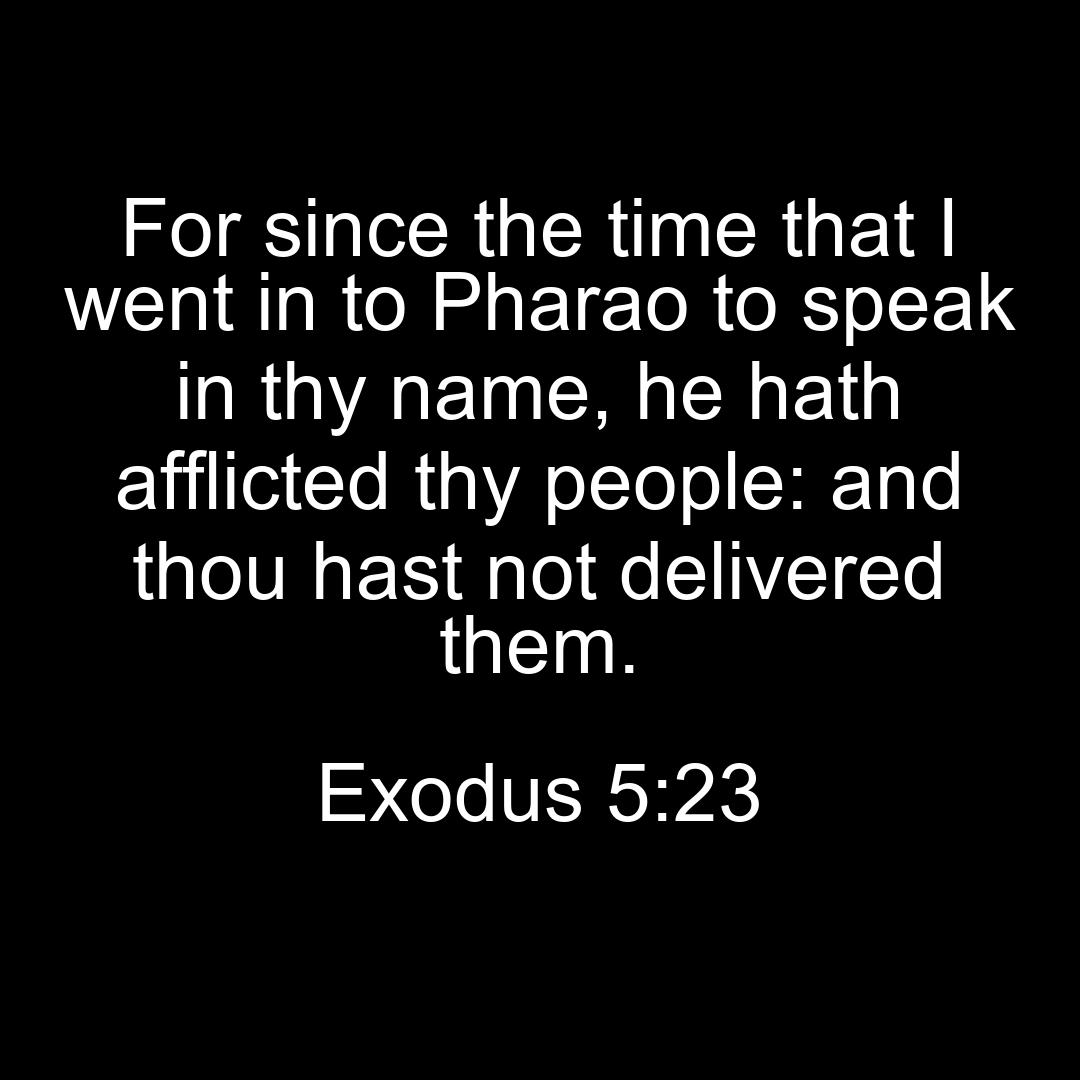 For since the time that I
went in to Pharao to speak
in thy name, he hath
afflicted thy people: and
thou hast not delivered
them.
Exodus 5:23